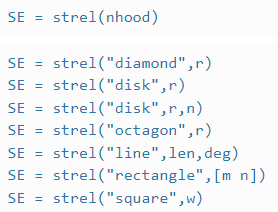 SE = strel(nhood)
SE = strel("diamond",r)
SE = strel("disk",r)
SE = strel("disk",r,n)
SE = strel("octagon",r)
SE = strel("line",len,deg)
SE = strel("rectangle",[m n])
SE = strel("square",w)